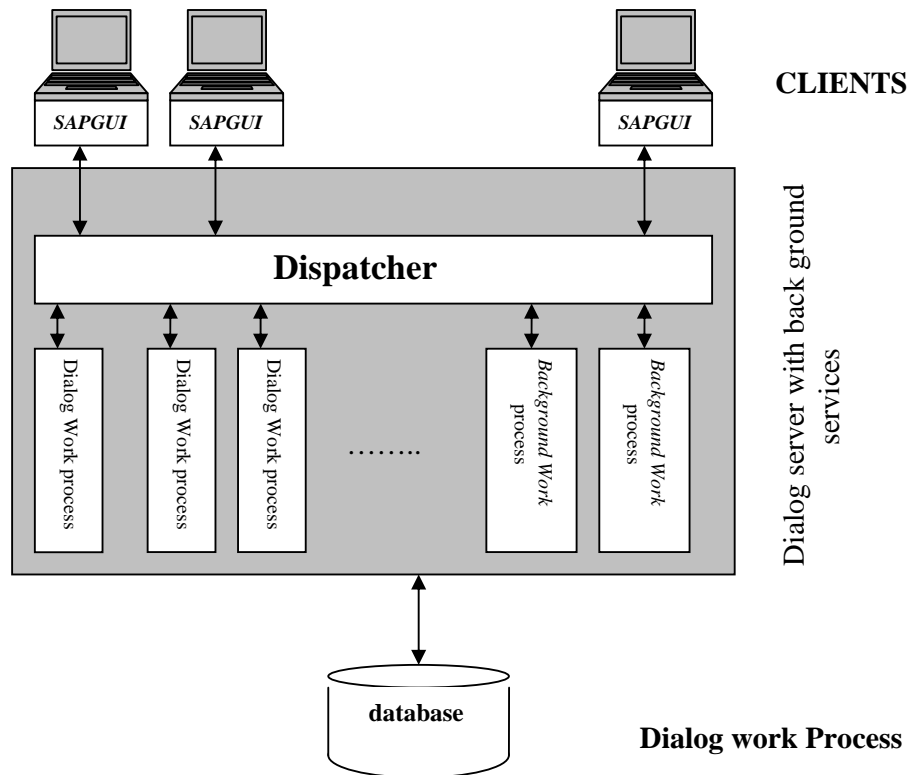 CLIENTS
SAPGUI
SAPGUI
SAPGUI
Dispatcher
Dialog Work process
Dialog Work process
Dialog Work process
……..
Background Work
process
Background Work
process
Dialog server with back ground
services
database
Dialog work Process